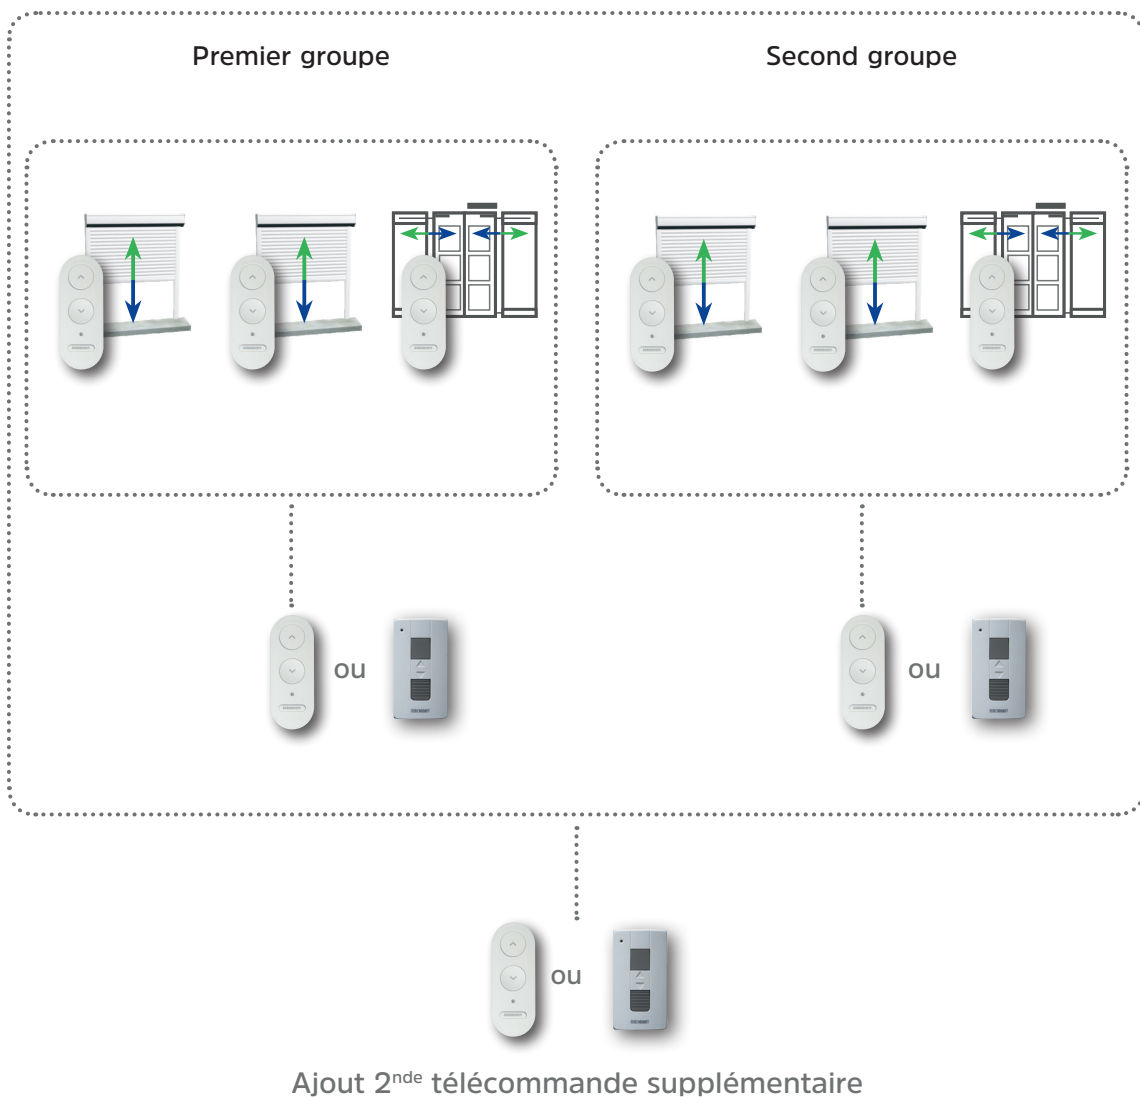 Premier groupe
Second groupe
ou
ou
ou
Ajout 2nde télécommande supplémentaire